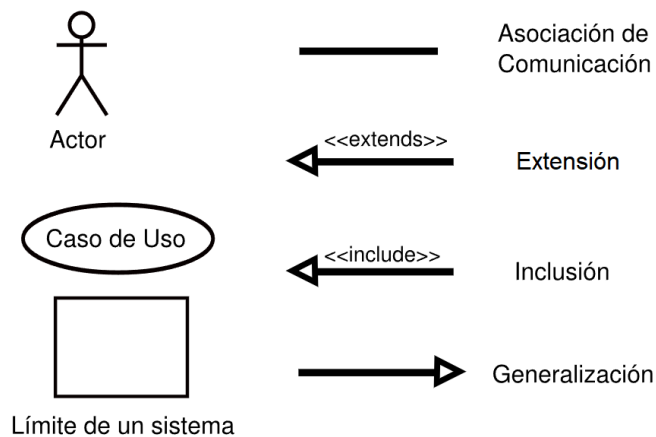 Actor
Caso de Uso
Límite de un sistema
Asociación de
Comunicación
<<extends>>
Extensión
<<include>>
Inclusión
Generalización